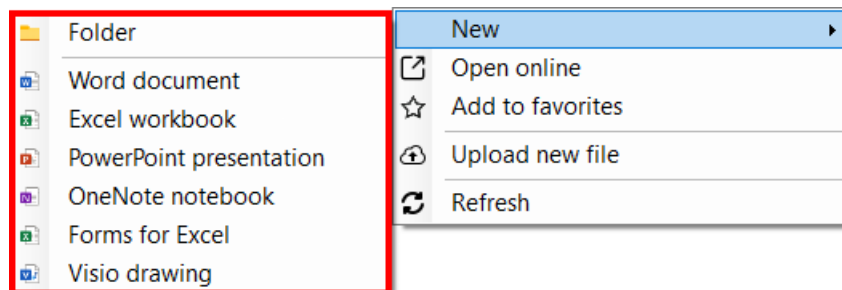 Folder
Word document
Excel workbook
PowerPoint presentation
OneNote notebook
Forms for Excel
Visio drawing
New
Open online
Add to favorites
Upload new file
Refresh